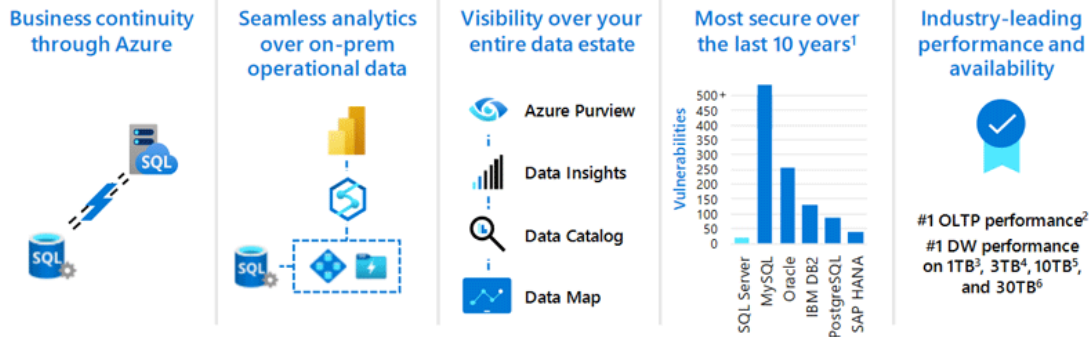 Business continuity
through Azure
SQL
SQL
Seamless analytics
over on-prem
operational data
SQL
Visibility over your
entire data estate
Azure Purview
Data Insights
Data Catalog
Data Map
Most secure over
the last 10 years¹
Vulnerabilities
500+
450
400
350
300
250
200
150
100
50
0
SQL Server
MySQL
Oracle
IBM DB2
PostgreSQL
SAP HANA
Industry-leading
performance and
availability
#1 OLTP performance²
#1 DW performance
on 1TB³, 3TB⁴, 10TB⁵,
and 30TB⁶